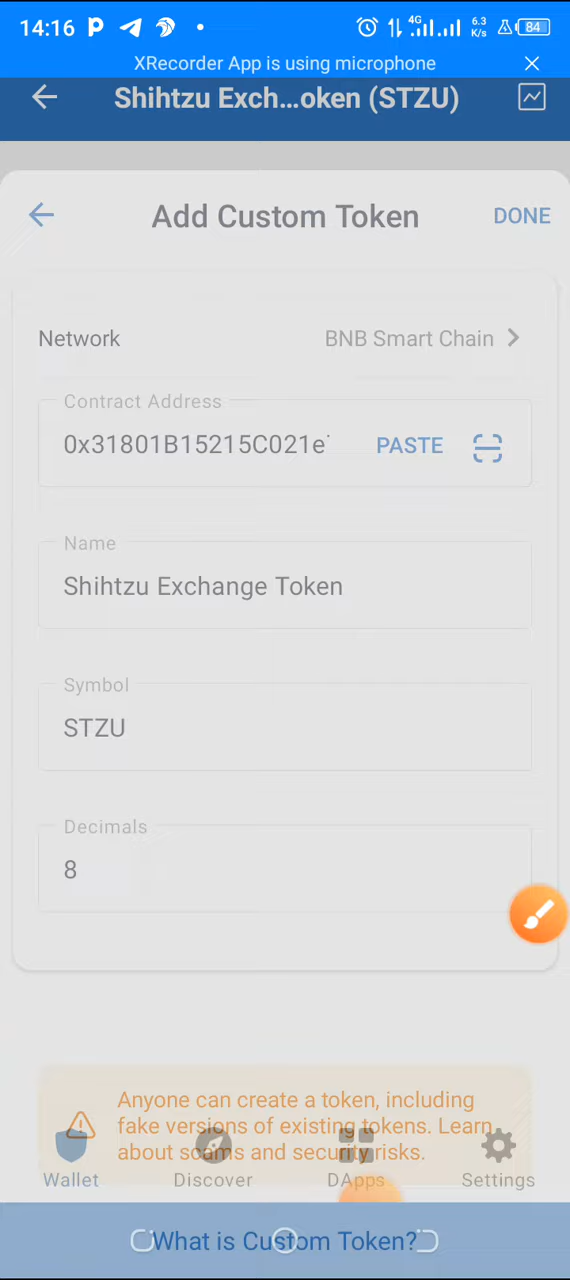 14:16
4G
6.3
K/s
84
XRecorder App is using microphone
Shihtzu Exch...oken (STZU)
Add Custom Token
DONE
Network
BNB Smart Chain
Contract Address
0x31801B15215C021e
PASTE
Name
Shihtzu Exchange Token
Symbol
STZU
Decimals
8
Anyone can create a token, including
fake versions of existing tokens. Learn
about scams and security risks.
Wallet
Discover
DApps
Settings
What is Custom Token?